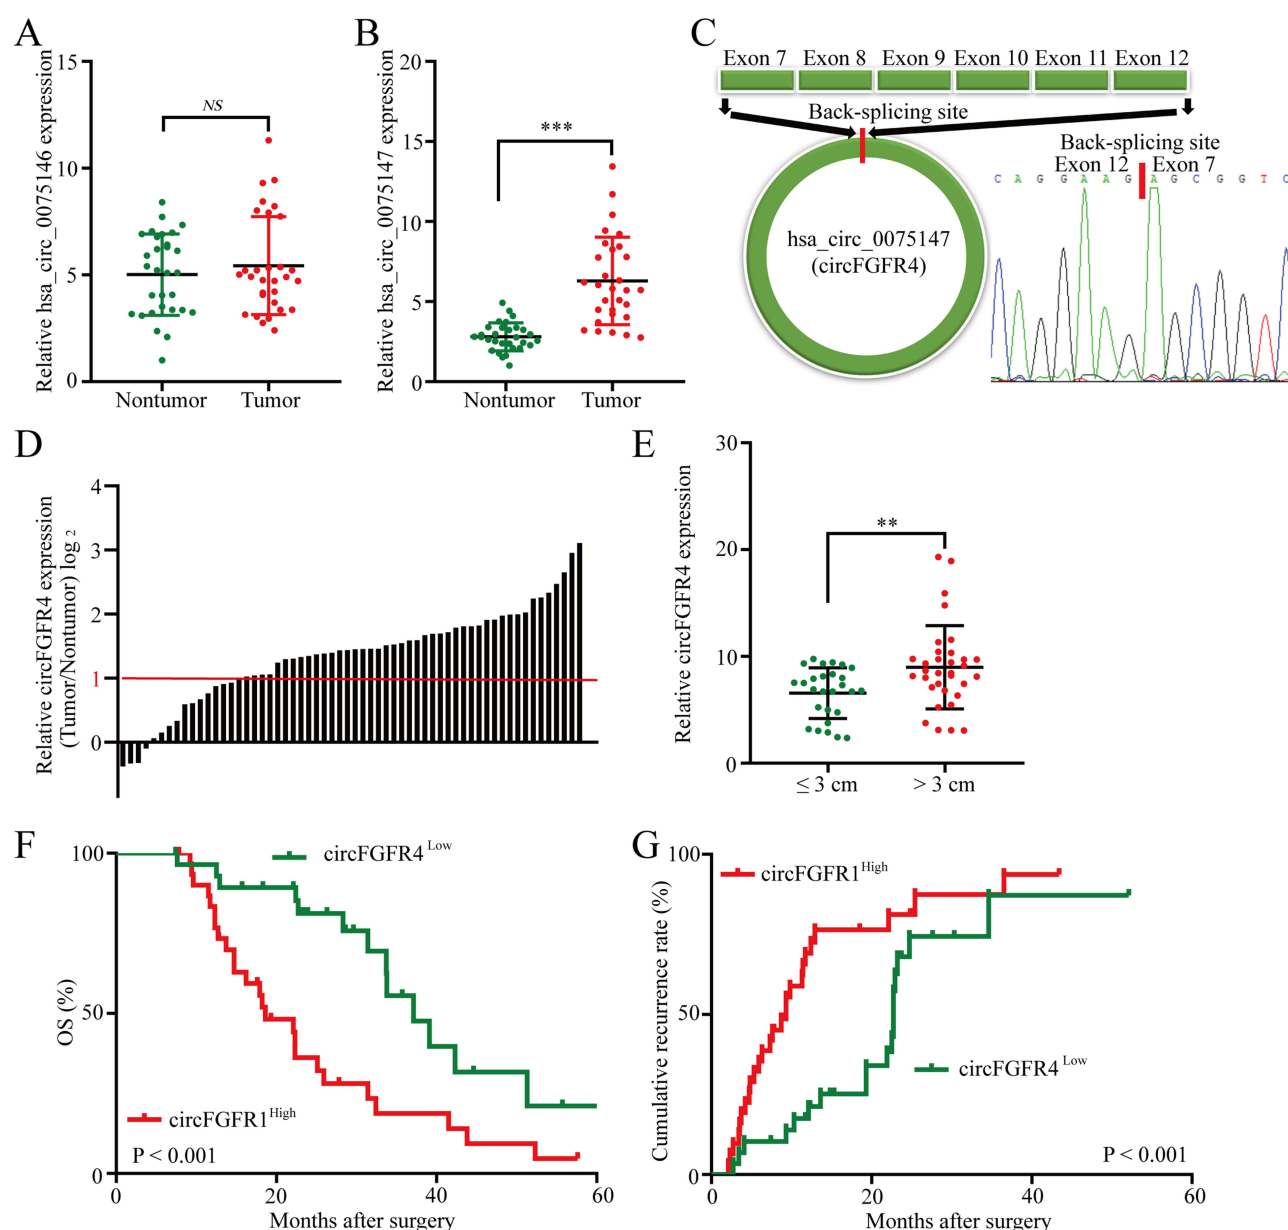 A
Relative hsa_circ_0075146 expression
15
10
5
0
NS
Nontumor
Tumor
B
Relative hsa_circ_0075147 expression
20
15
10
5
0
***
Nontumor
Tumor
C
Exon 7 Exon 8 Exon 9 Exon 10 Exon 11 Exon 12
Back-splicing site
hsa_circ_0075147
(circFGFR4)
Back-splicing site
Exon 12 Exon 7
C A G G A A G A G C G G T C
D
Relative circFGFR4 expression
(Tumor/Nontumor) log 2
4
3
2
1
0
E
Relative circFGFR4 expression
30
20
10
0
**
≤ 3 cm
> 3 cm
F
OS (%)
100
50
0
circFGFR4 Low
circFGFR1 High
P < 0.001
0 20 40 60
Months after surgery
G
Cumulative recurrence rate (%)
100
50
0
circFGFR1 High
circFGFR4 Low
P < 0.001
0 20 40 60
Months after surgery